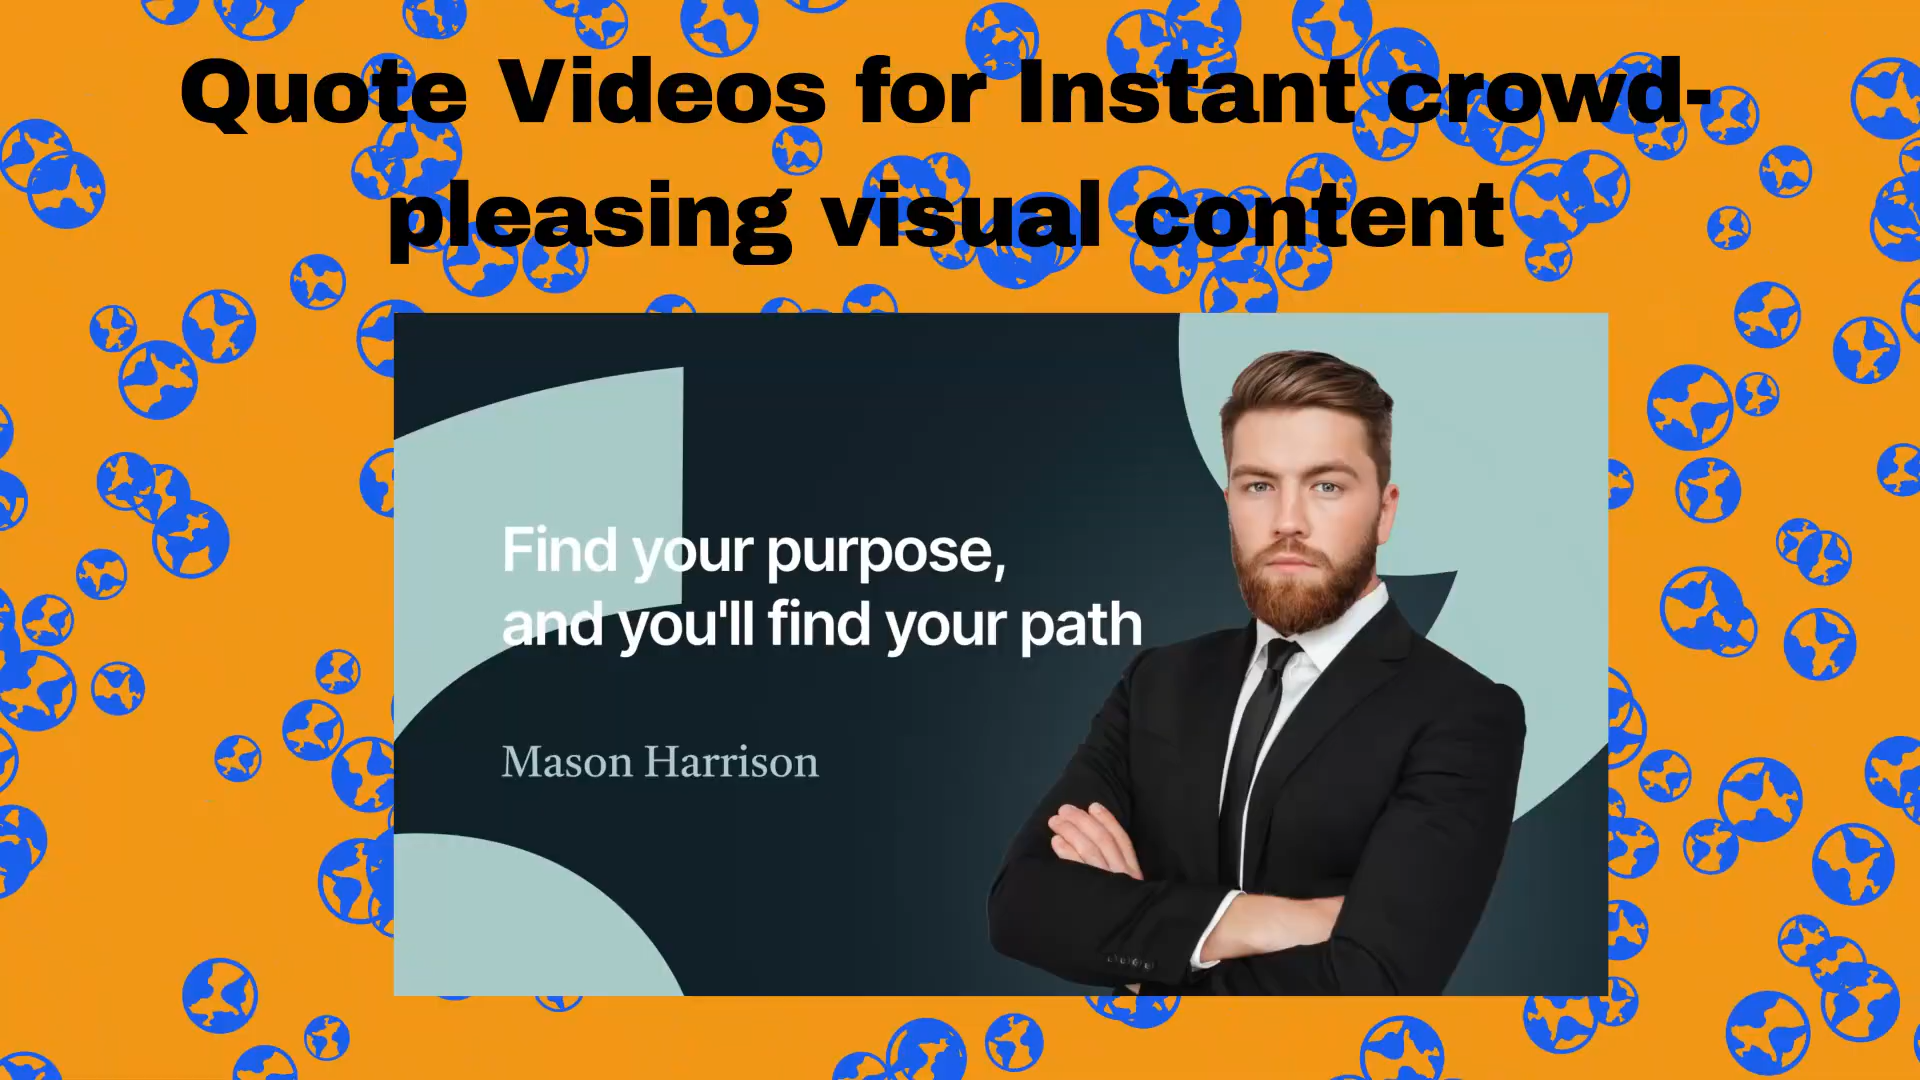 Quote Videos for Instant crowd-
pleasing visual content
Find your purpose,
and you'll find your path
Mason Harrison